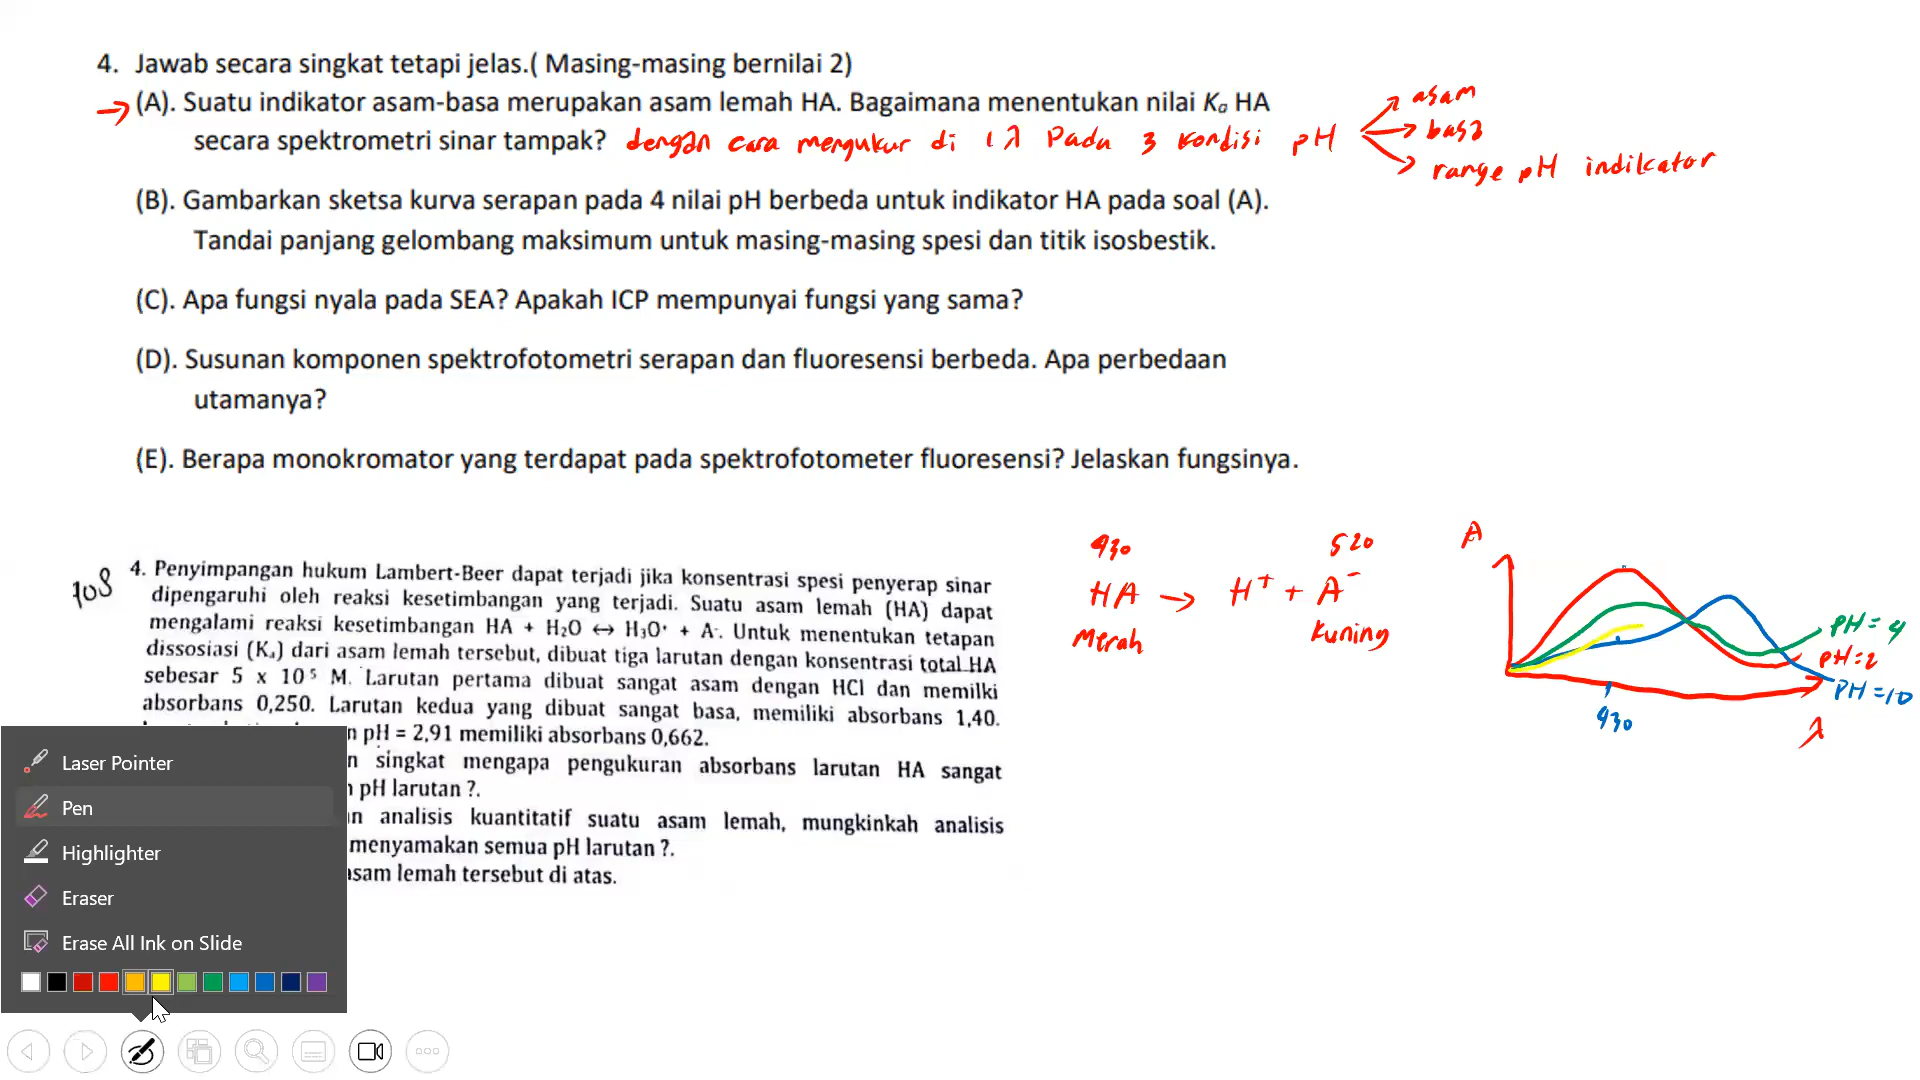 4. Jawab secara singkat tetapi jelas.( Masing-masing bernilai 2)
(A). Suatu indikator asam-basa merupakan asam lemah HA. Bagaimana menentukan nilai Ka HA
secara spektrometri sinar tampak? dengan cara mengukur di 1 λ Pada 3 kondisi pH
asam
basa
range pH indikator
(B). Gambarkan sketsa kurva serapan pada 4 nilai pH berbeda untuk indikator HA pada soal (A).
Tandai panjang gelombang maksimum untuk masing-masing spesi dan titik isosbestik.
(C). Apa fungsi nyala pada SEA? Apakah ICP mempunyai fungsi yang sama?
(D). Susunan komponen spektrofotometri serapan dan fluoresensi berbeda. Apa perbedaan
utamanya?
(E). Berapa monokromator yang terdapat pada spektrofotometer fluoresensi? Jelaskan fungsinya.
108
4. Penyimpangan hukum Lambert-Beer dapat terjadi jika konsentrasi spesi penyerap sinar
dipengaruhi oleh reaksi kesetimbangan yang terjadi. Suatu asam lemah (HA) dapat
mengalami reaksi kesetimbangan HA + H₂O ↔ H₃O⁺ + A⁻. Untuk menentukan tetapan
dissosiasi (Kₐ) dari asam lemah tersebut, dibuat tiga larutan dengan konsentrasi total HA
sebesar 5 x 10⁻⁵ M. Larutan pertama dibuat sangat asam dengan HCl dan memilki
absorbans 0,250. Larutan kedua yang dibuat sangat basa, memiliki absorbans 1,40.
n pH = 2,91 memiliki absorbans 0,662.
n singkat mengapa pengukuran absorbans larutan HA sangat
pH larutan ?.
n analisis kuantitatif suatu asam lemah, mungkinkah analisis
menyamakan semua pH larutan ?.
asam lemah tersebut di atas.
430 520
HA → H⁺ + A⁻
Merah Kuning
A
pH = 4
pH = 2
pH = 10
430
λ
Laser Pointer
Pen
Highlighter
Eraser
Erase All Ink on Slide